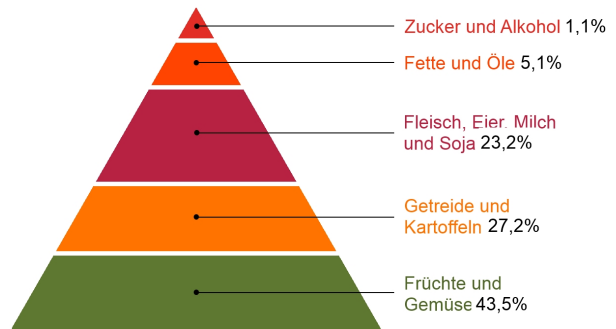 Zucker und Alkohol 1,1%
Fette und Öle 5,1%
Fleisch, Eier, Milch
und Soja 23,2%
Getreide und
Kartoffeln 27,2%
Früchte und
Gemüse 43,5%